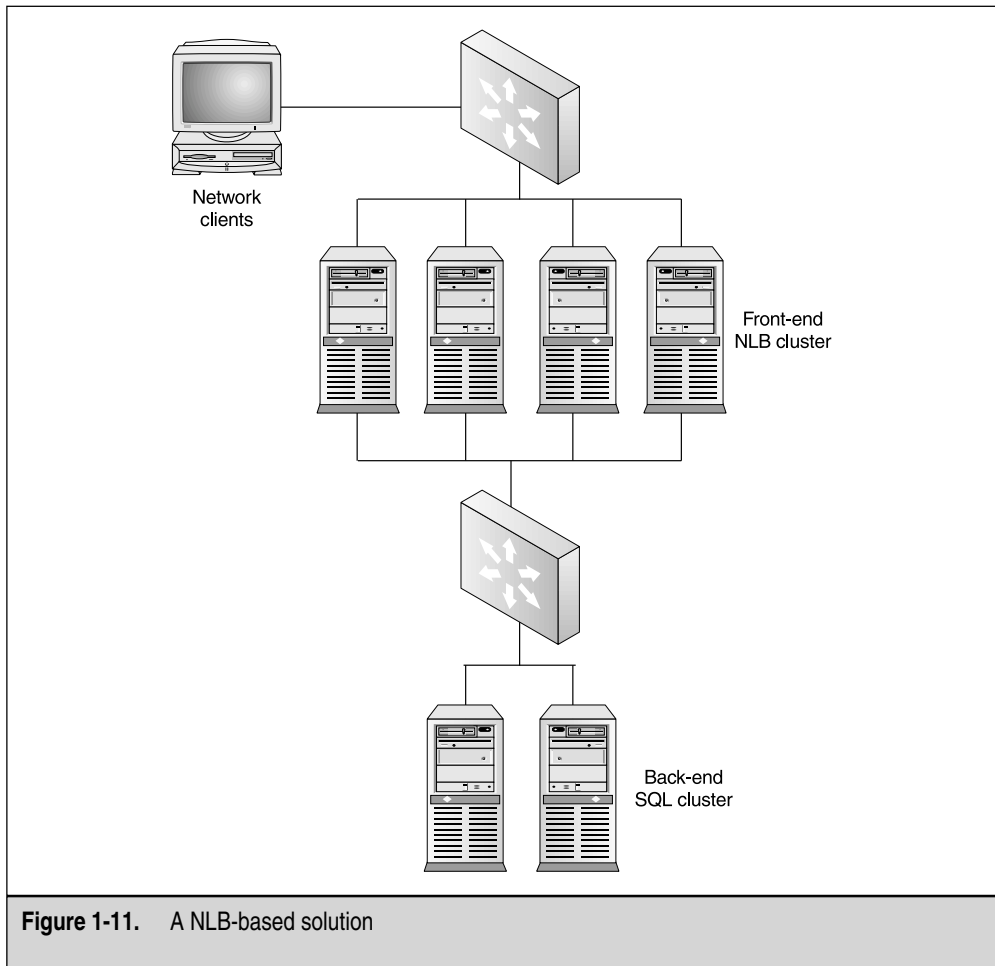 Network
clients
Front-end
NLB cluster
Back-end
SQL cluster
Figure 1-11. A NLB-based solution